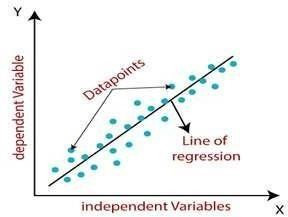 Y
dependent Variable
Datapoints
Line of
regression
independent Variables
X